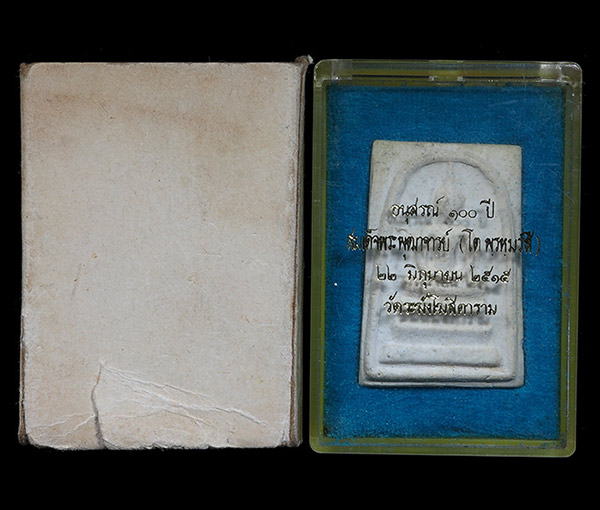 อนุสรณ์ ๑๐๐ ปี
สมเด็จพระพุฒาจารย์ (โต พฺรหฺมรํสี)
๒๒ มิถุนายน ๒๕๑๕
วัดระฆังโฆสิตาราม